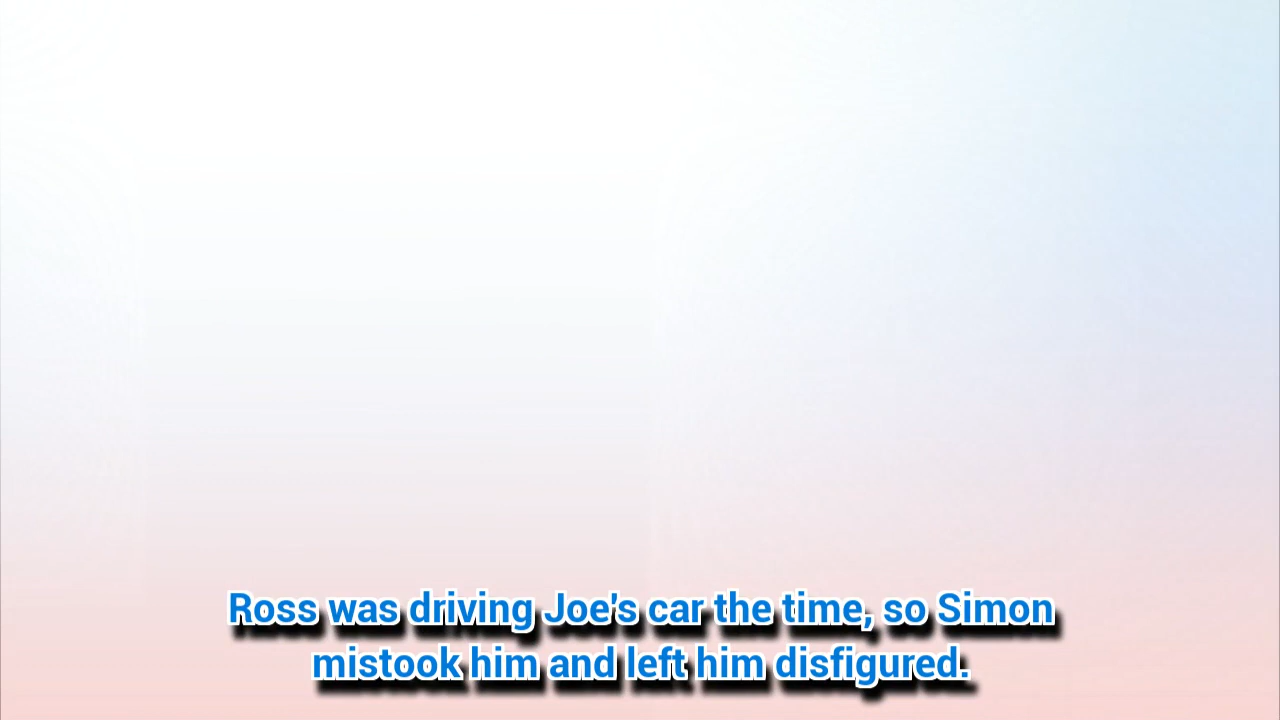 Ross was driving Joe's car the time, so Simon
mistook him and left him disfigured.